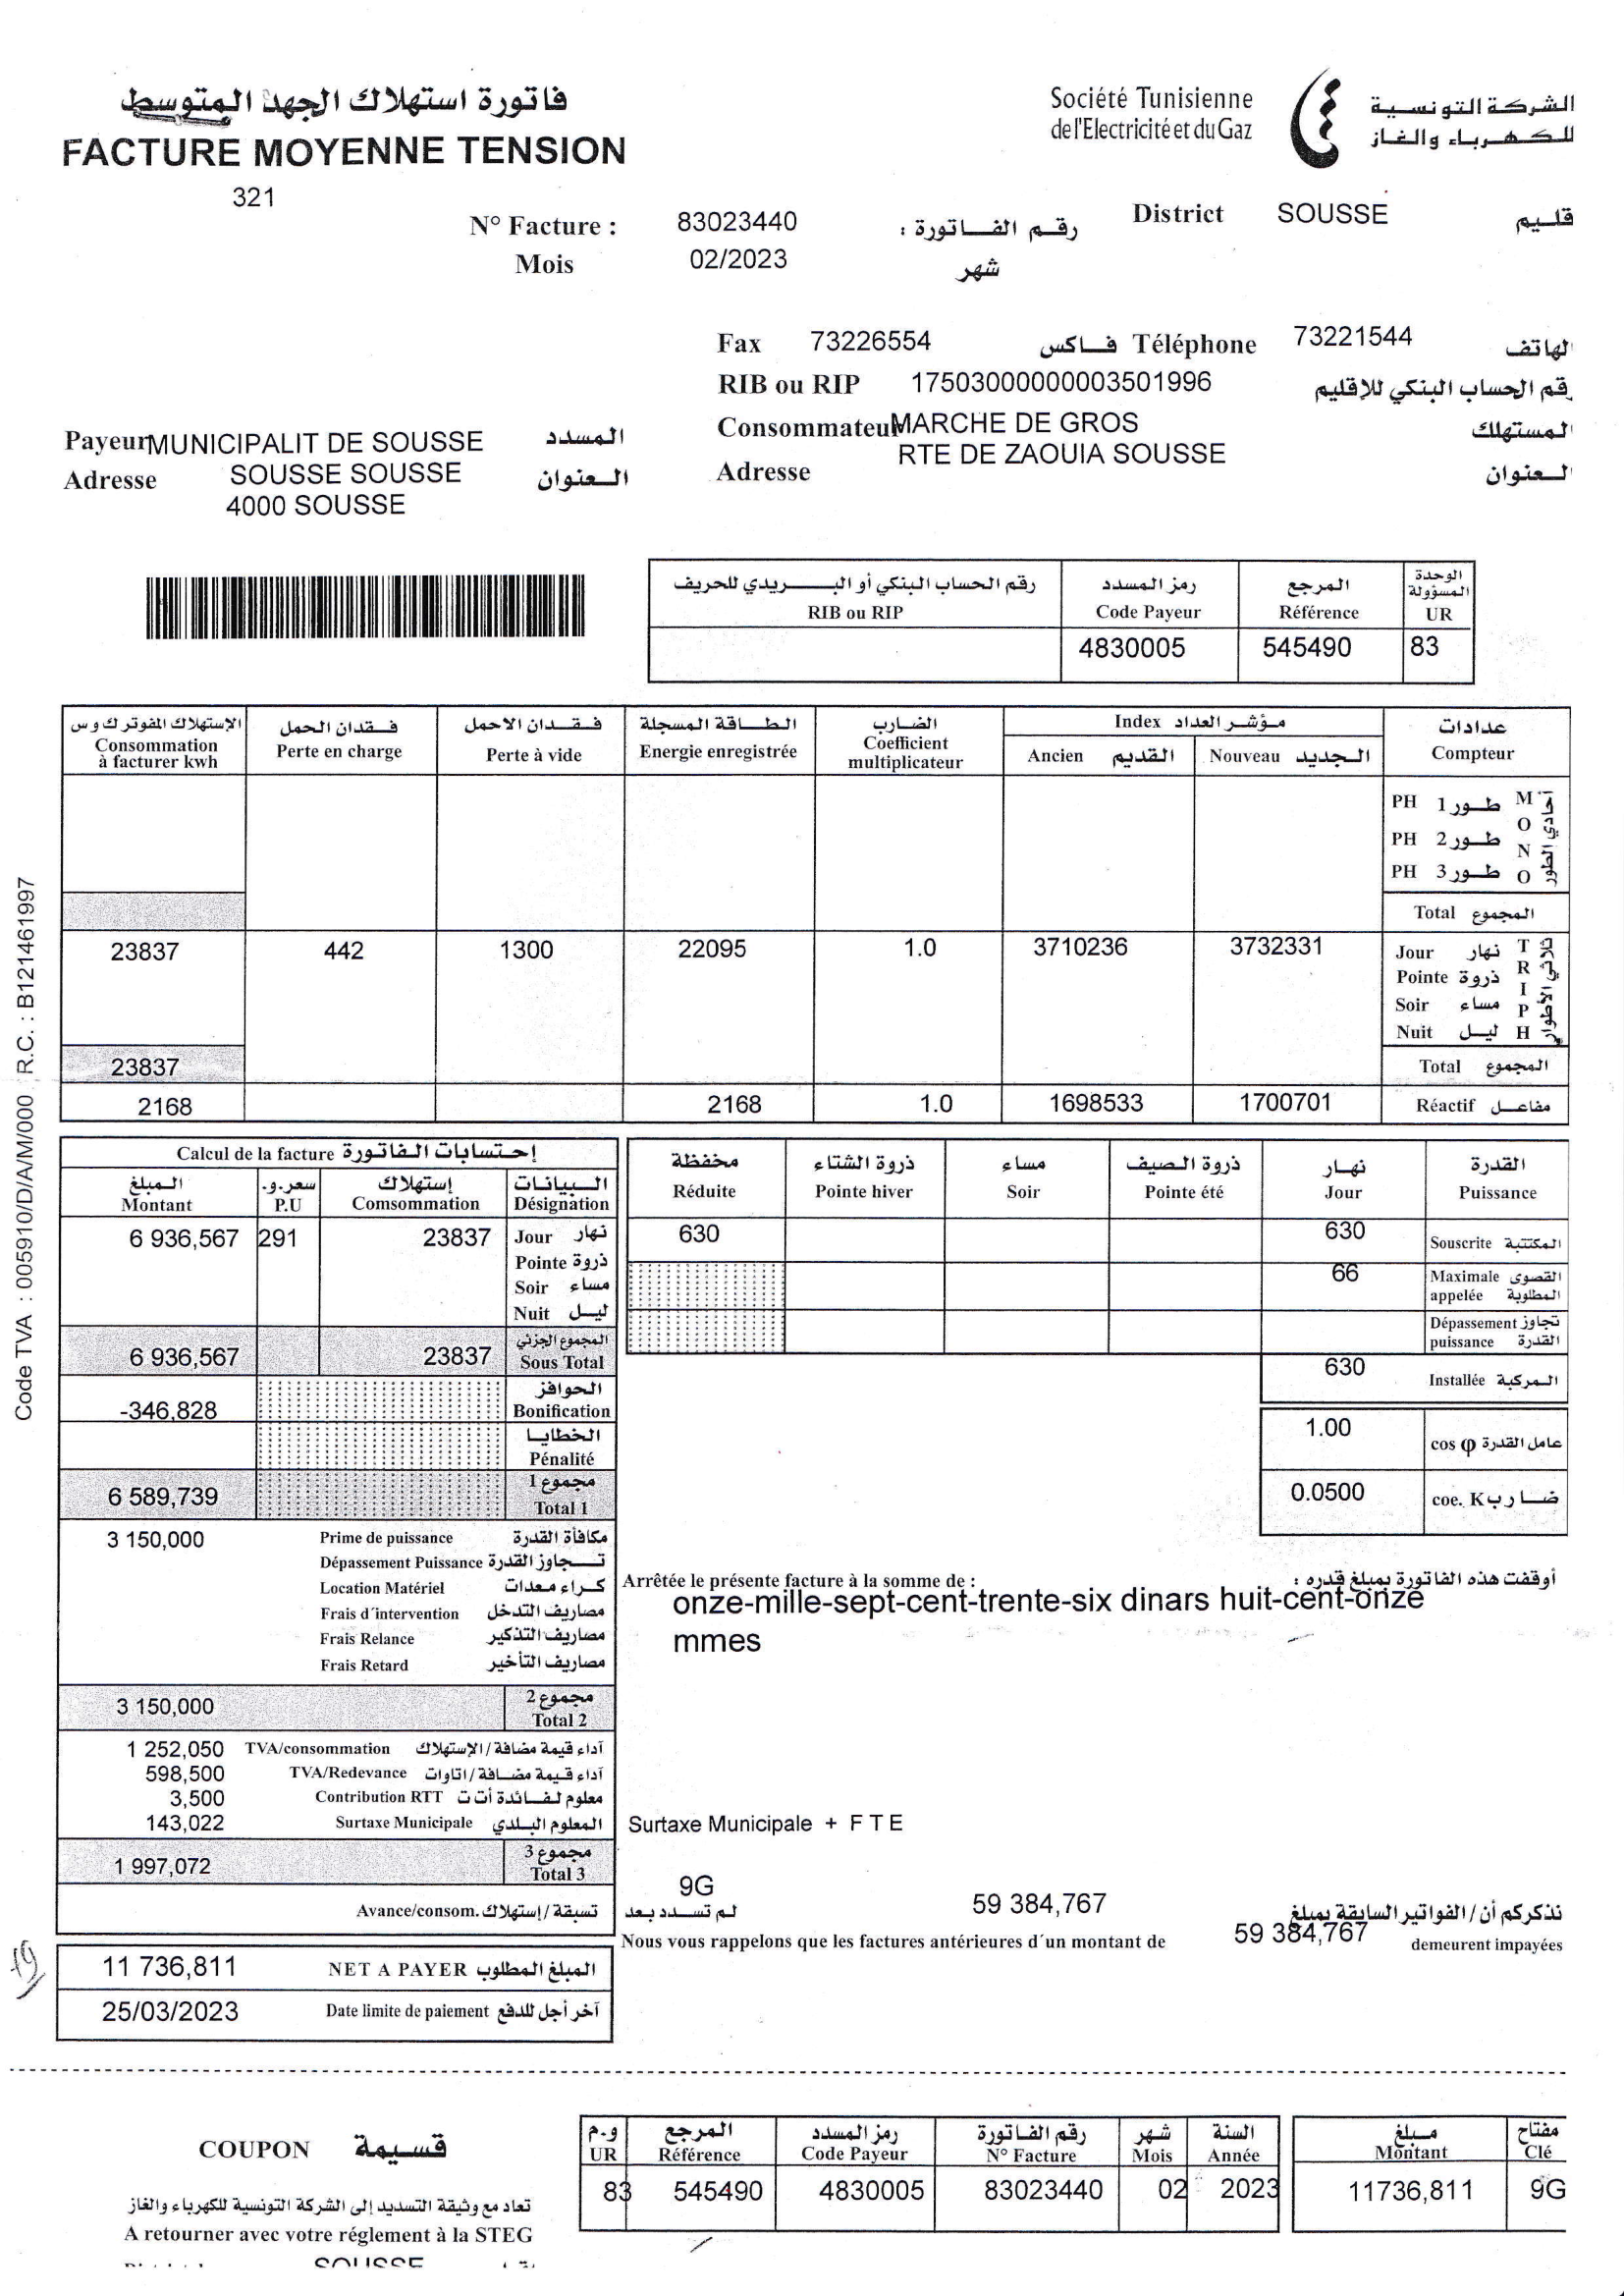 فاتورة استهلاك الجهد المتوسط
FACTURE MOYENNE TENSION
321
Société Tunisienne
de l'Electricité et du Gaz
الشركة التونسية
للكهرباء والغاز
N° Facture : 83023440 رقم الفاتورة :
Mois 02/2023 شهر
District SOUSSE قليم
Fax 73226554 فاكس Téléphone 73221544 لهاتف
RIB ou RIP 17503000000003501996 قم الحساب البنكي للإقليم
Payeur MUNICIPALIT DE SOUSSE المسدد
Adresse SOUSSE SOUSSE العنوان
4000 SOUSSE
Consommateur MARCHE DE GROS المستهلك
Adresse RTE DE ZAOUIA SOUSSE العنوان
رقم الحساب البنكي أو البريدي للحريف رمز المسدد المرجع الوحدة المسؤولة
RIB ou RIP Code Payeur Référence UR
4830005 545490 83
الإستهلاك المفوتر ك و س فقدان الحمل فقدان الاحمل الطاقة المسجلة الضارب مؤشر العداد Index عدادات
Consommation à facturer kwh Perte en charge Perte à vide Energie enregistrée Coefficient multiplicateur Ancien القديم Nouveau الجديد Compteur
PH 1 طور
PH 2 طور
PH 3 طور
MONO أحادي الطور
Total المجموع
23837 442 1300 22095 1.0 3710236 3732331 Jour نهار
Pointe ذروة
Soir مساء
Nuit ليل
TRIPH ثلاثي الأطوار
23837 Total المجموع
2168 2168 1.0 1698533 1700701 Réactif مفاعل
Calcul de la facture إحتسابات الفاتورة
المبلغ سعر.و. إستهلاك البيانات
Montant P.U Comsommation Désignation
6 936,567 291 23837 Jour نهار
Pointe ذروة
Soir مساء
Nuit ليل
المجموع الجزئي
6 936,567 23837 Sous Total
الحوافز
-346,828 Bonification
الخطايا
Pénalité
مجموع 1
6 589,739 Total 1
3 150,000 Prime de puissance مكافأة القدرة
Dépassement Puissance تجاوز القدرة
Location Matériel كراء معدات
Frais d´intervention مصاريف التدخل
Frais Relance مصاريف التذكير
Frais Retard مصاريف التأخير
مجموع 2
3 150,000 Total 2
1 252,050 TVA/consommation آداء قيمة مضافة/الإستهلاك
598,500 TVA/Redevance آداء قيمة مضافة/اتاوات
3,500 Contribution RTT معلوم لفائدة أ ت ت
143,022 Surtaxe Municipale المعلوم البلدي
مجموع 3
1 997,072 Total 3
Avance/consom. تسبقة/إستهلاك
11 736,811 NET A PAYER المبلغ المطلوب
25/03/2023 Date limite de paiement آخر أجل للدفع
مخفظة ذروة الشتاء مساء ذروة الصيف نهار القدرة
Réduite Pointe hiver Soir Pointe été Jour Puissance
630 630 Souscrite المكتتبة
66 Maximale القصوى
appelée المطلوبة
Dépassement تجاوز
puissance القدرة
630 Installée المركبة
1.00 cos φ عامل القدرة
0.0500 coe. K ضارب
Arrêtée le présente facture à la somme de : أوقفت هذه الفاتورة بمبلغ قدره :
onze-mille-sept-cent-trente-six dinars huit-cent-onze
mmes
Surtaxe Municipale + F T E
9G
لم تسدد بعد 59 384,767 نذكركم أن/الفواتير السابقة بمبلغ
Nous vous rappelons que les factures antérieures d´un montant de 59 384,767 demeurent impayées
Code TVA : 005910/D/A/M/000 R.C. : B121461997
COUPON قسيمة
تعاد مع وثيقة التسديد إلى الشركة التونسية للكهرباء والغاز
A retourner avec votre réglement à la STEG
SOUSSE
و.م المرجع رمز المسدد رقم الفاتورة شهر السنة مبلغ مفتاح
UR Référence Code Payeur N° Facture Mois Année Montant Clé
83 545490 4830005 83023440 02 2023 11736,811 9G